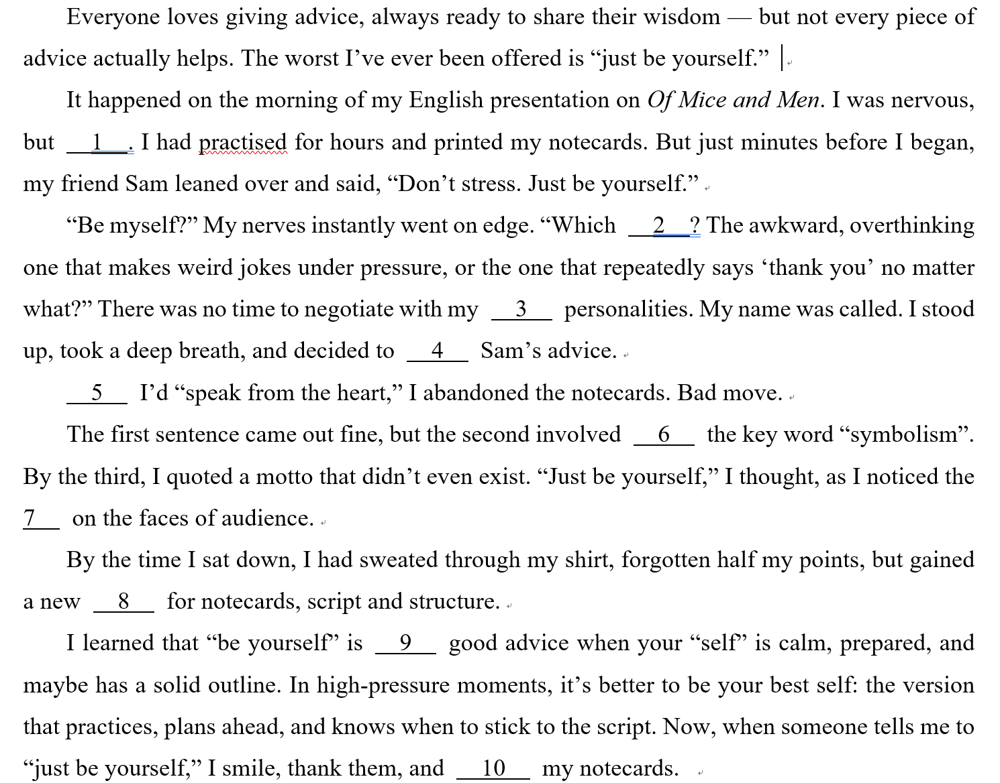 Everyone loves giving advice, always ready to share their wisdom — but not every piece of
advice actually helps. The worst I’ve ever been offered is “just be yourself.”
It happened on the morning of my English presentation on Of Mice and Men. I was nervous,
but 1 . I had practised for hours and printed my notecards. But just minutes before I began,
my friend Sam leaned over and said, “Don’t stress. Just be yourself.”
“Be myself?” My nerves instantly went on edge. “Which 2 ? The awkward, overthinking
one that makes weird jokes under pressure, or the one that repeatedly says ‘thank you’ no matter
what?” There was no time to negotiate with my 3 personalities. My name was called. I stood
up, took a deep breath, and decided to 4 Sam’s advice.
5 I’d “speak from the heart,” I abandoned the notecards. Bad move.
The first sentence came out fine, but the second involved 6 the key word “symbolism”.
By the third, I quoted a motto that didn’t even exist. “Just be yourself,” I thought, as I noticed the
7 on the faces of audience.
By the time I sat down, I had sweated through my shirt, forgotten half my points, but gained
a new 8 for notecards, script and structure.
I learned that “be yourself” is 9 good advice when your “self” is calm, prepared, and
maybe has a solid outline. In high-pressure moments, it’s better to be your best self: the version
that practices, plans ahead, and knows when to stick to the script. Now, when someone tells me to
“just be yourself,” I smile, thank them, and 10 my notecards.